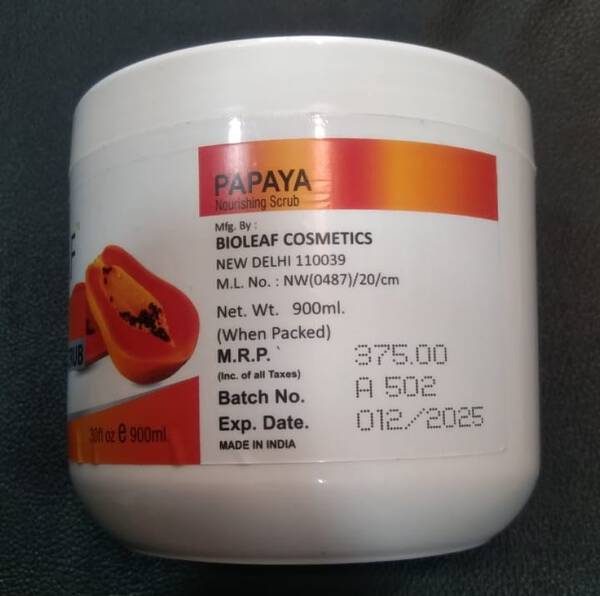 PAPAYA
Nourishing Scrub
Mfg. By :
BIOLEAF COSMETICS
NEW DELHI 110039
M.L. No. : NW(0487)/20/cm
Net. Wt. 900ml.
(When Packed)
M.R.P. 375.00
(Inc. of all Taxes)
Batch No. A 502
Exp. Date. 012/2025
MADE IN INDIA
F
UB
30fl oz e 900ml